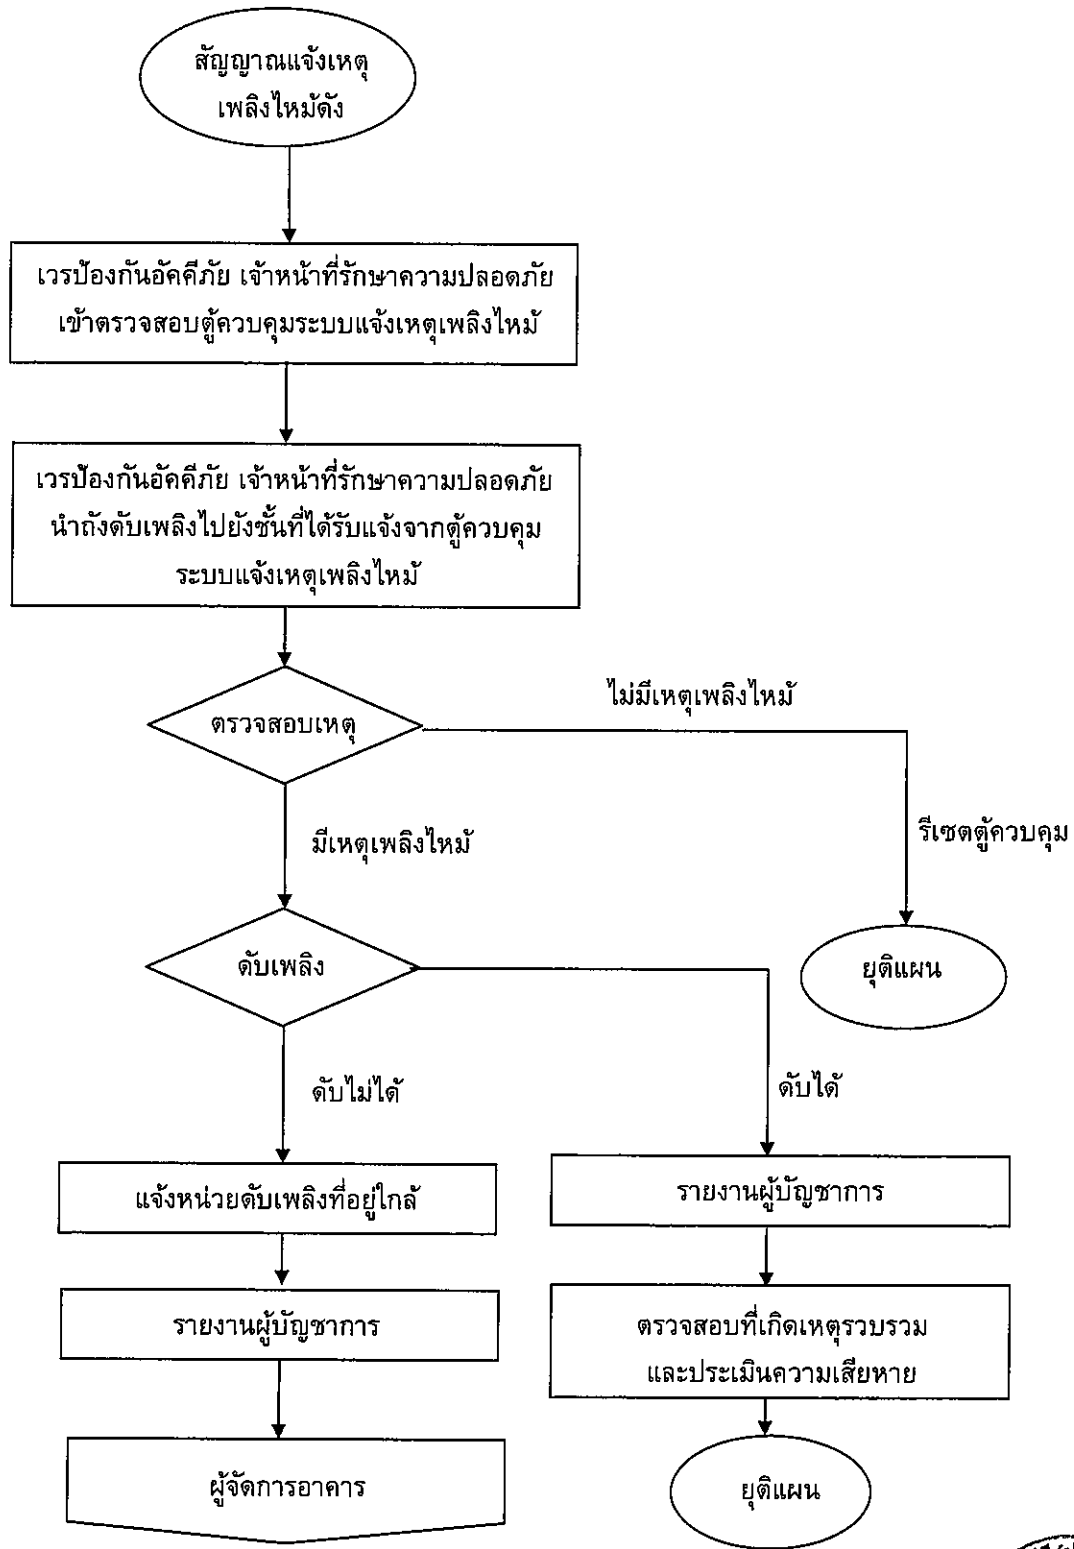 สัญญาณแจ้งเหตุ
เพลิงไหม้ดัง
เวรป้องกันอัคคีภัย เจ้าหน้าที่รักษาความปลอดภัย
เข้าตรวจสอบตู้ควบคุมระบบแจ้งเหตุเพลิงไหม้
เวรป้องกันอัคคีภัย เจ้าหน้าที่รักษาความปลอดภัย
นำถังดับเพลิงไปยังชั้นที่ได้รับแจ้งจากตู้ควบคุม
ระบบแจ้งเหตุเพลิงไหม้
ตรวจสอบเหตุ
ไม่มีเหตุเพลิงไหม้
มีเหตุเพลิงไหม้
รีเซตตู้ควบคุม
ดับเพลิง
ยุติแผน
ดับไม่ได้
ดับได้
แจ้งหน่วยดับเพลิงที่อยู่ใกล้
รายงานผู้บัญชาการ
รายงานผู้บัญชาการ
ตรวจสอบที่เกิดเหตุรวบรวม
และประเมินความเสียหาย
ผู้จัดการอาคาร
ยุติแผน